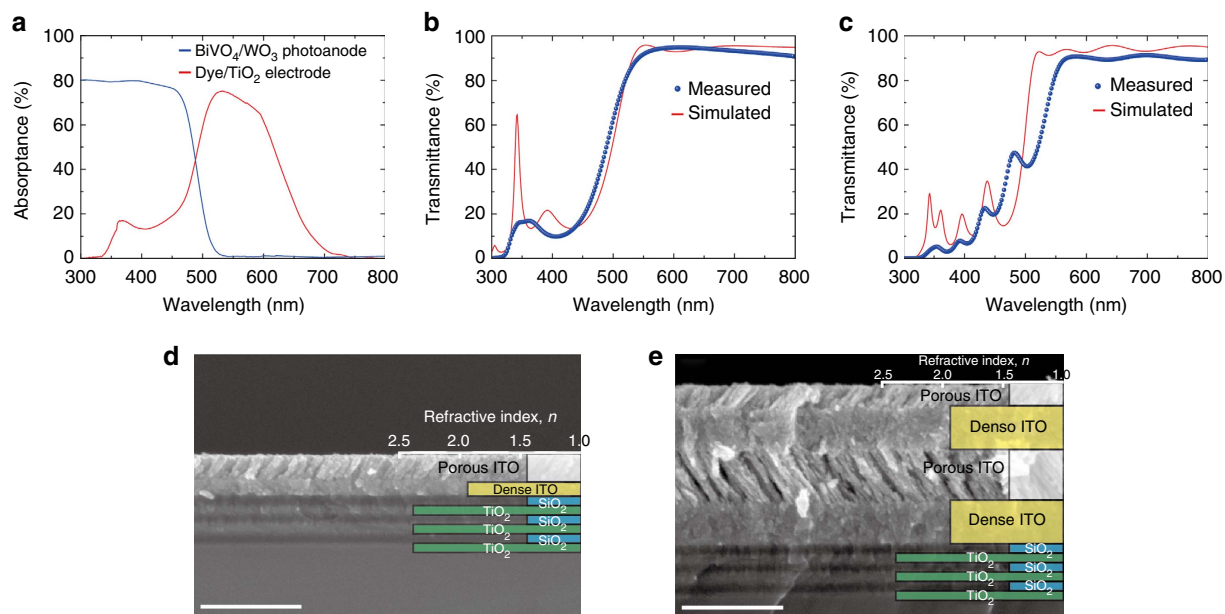 a
BiVO4/WO3 photoanode
Dye/TiO2 electrode
Absorptance (%)
100
80
60
40
20
0
300 400 500 600 700 800
Wavelength (nm)
b
Measured
Simulated
Transmittance (%)
100
80
60
40
20
0
300 400 500 600 700 800
Wavelength (nm)
c
Measured
Simulated
Transmittance (%)
100
80
60
40
20
0
300 400 500 600 700 800
Wavelength (nm)
d
Refractive index, n
2.5 2.0 1.5 1.0
Porous ITO
Dense ITO
SiO2
TiO2
SiO2
TiO2
SiO2
TiO2
e
Refractive index, n
2.5 2.0 1.5 1.0
Porous ITO
Denso ITO
Porous ITO
Dense ITO
SiO2
TiO2
SiO2
TiO2
SiO2
TiO2